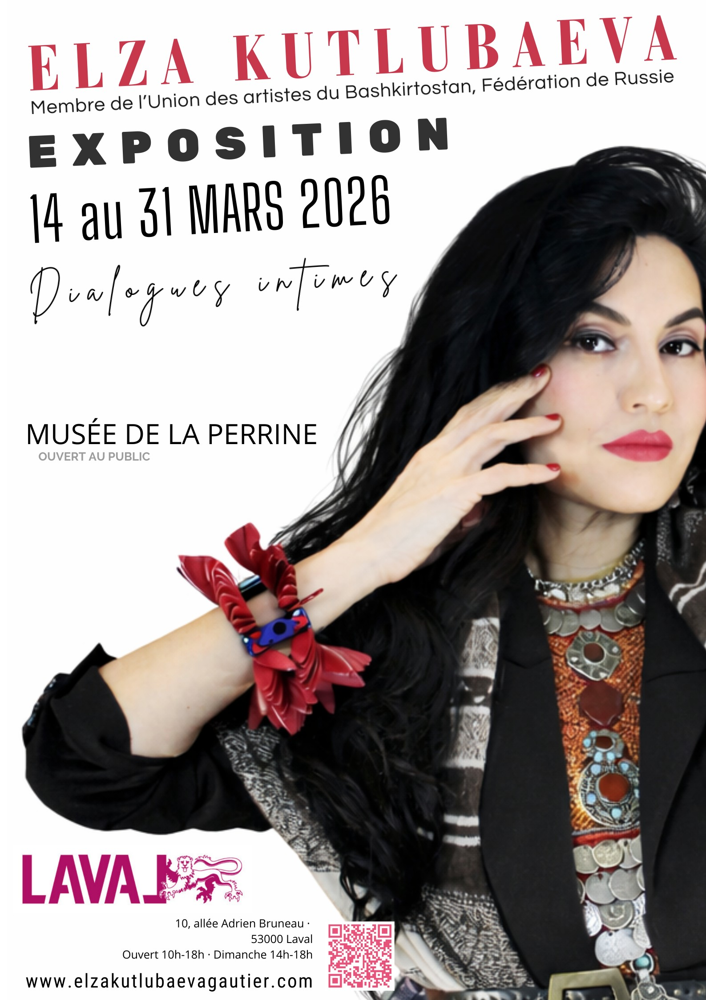 ELZA KUTLUBAEVA
Membre de l'Union des artistes du Bashkirtostan, Fédération de Russie
EXPOSITION
14 au 31 MARS 2026
Dialogues intimes
MUSÉE DE LA PERRINE
OUVERT AU PUBLIC
LAVAL
10, allée Adrien Bruneau ·
53000 Laval
Ouvert 10h-18h · Dimanche 14h-18h
www.elzakutlubaevagautier.com